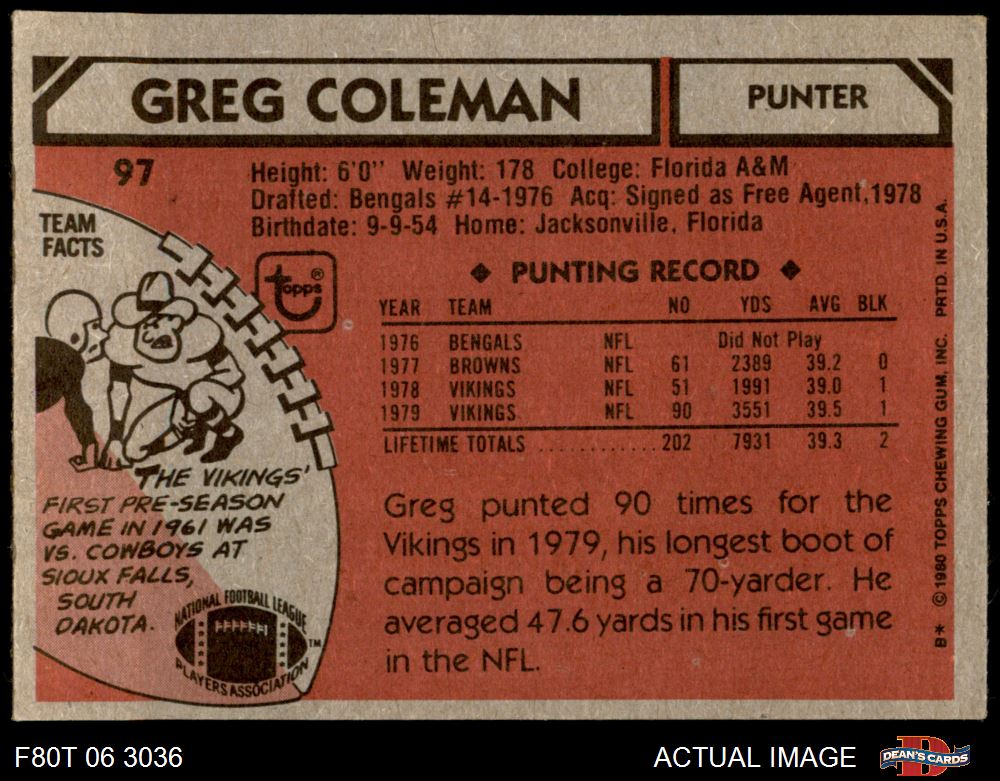 GREG COLEMAN
PUNTER
97
Height: 6'0" Weight: 178 College: Florida A&M
Drafted: Bengals #14-1976 Acq: Signed as Free Agent, 1978
Birthdate: 9-9-54 Home: Jacksonville, Florida
TEAM
FACTS
topps®
◆ PUNTING RECORD ◆
YEAR TEAM NO YDS AVG BLK
1976 BENGALS NFL Did Not Play
1977 BROWNS NFL 61 2389 39.2 0
1978 VIKINGS NFL 51 1991 39.0 1
1979 VIKINGS NFL 90 3551 39.5 1
LIFETIME TOTALS ............ 202 7931 39.3 2
THE VIKINGS'
FIRST PRE-SEASON
GAME IN 1961 WAS
VS. COWBOYS AT
SIOUX FALLS,
SOUTH
DAKOTA.
NATIONAL FOOTBALL LEAGUE
PLAYERS ASSOCIATION™
Greg punted 90 times for the
Vikings in 1979, his longest boot of
campaign being a 70-yarder. He
averaged 47.6 yards in his first game
in the NFL.
B* © 1980 TOPPS CHEWING GUM, INC. PRTD. IN U.S.A.
F80T 06 3036
ACTUAL IMAGE
D
DEAN'S CARDS